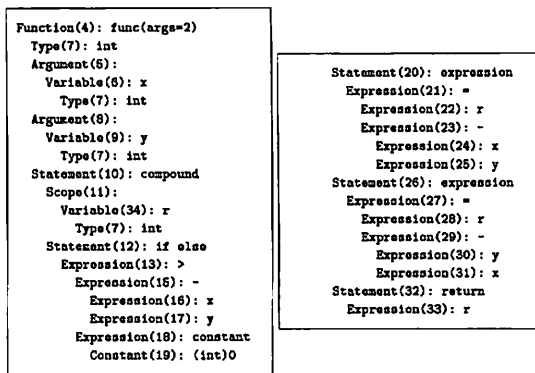 Function(4): func(args=2)
Type(7): int
Argument(5):
Variable(6): x
Type(7): int
Argument(8):
Variable(9): y
Type(7): int
Statement(10): compound
Scope(11):
Variable(34): r
Type(7): int
Statement(12): if else
Expression(13): >
Expression(15): -
Expression(16): x
Expression(17): y
Expression(18): constant
Constant(19): (int)0
Statement(20): expression
Expression(21): =
Expression(22): r
Expression(23): -
Expression(24): x
Expression(25): y
Statement(26): expression
Expression(27): =
Expression(28): r
Expression(29): -
Expression(30): y
Expression(31): x
Statement(32): return
Expression(33): r